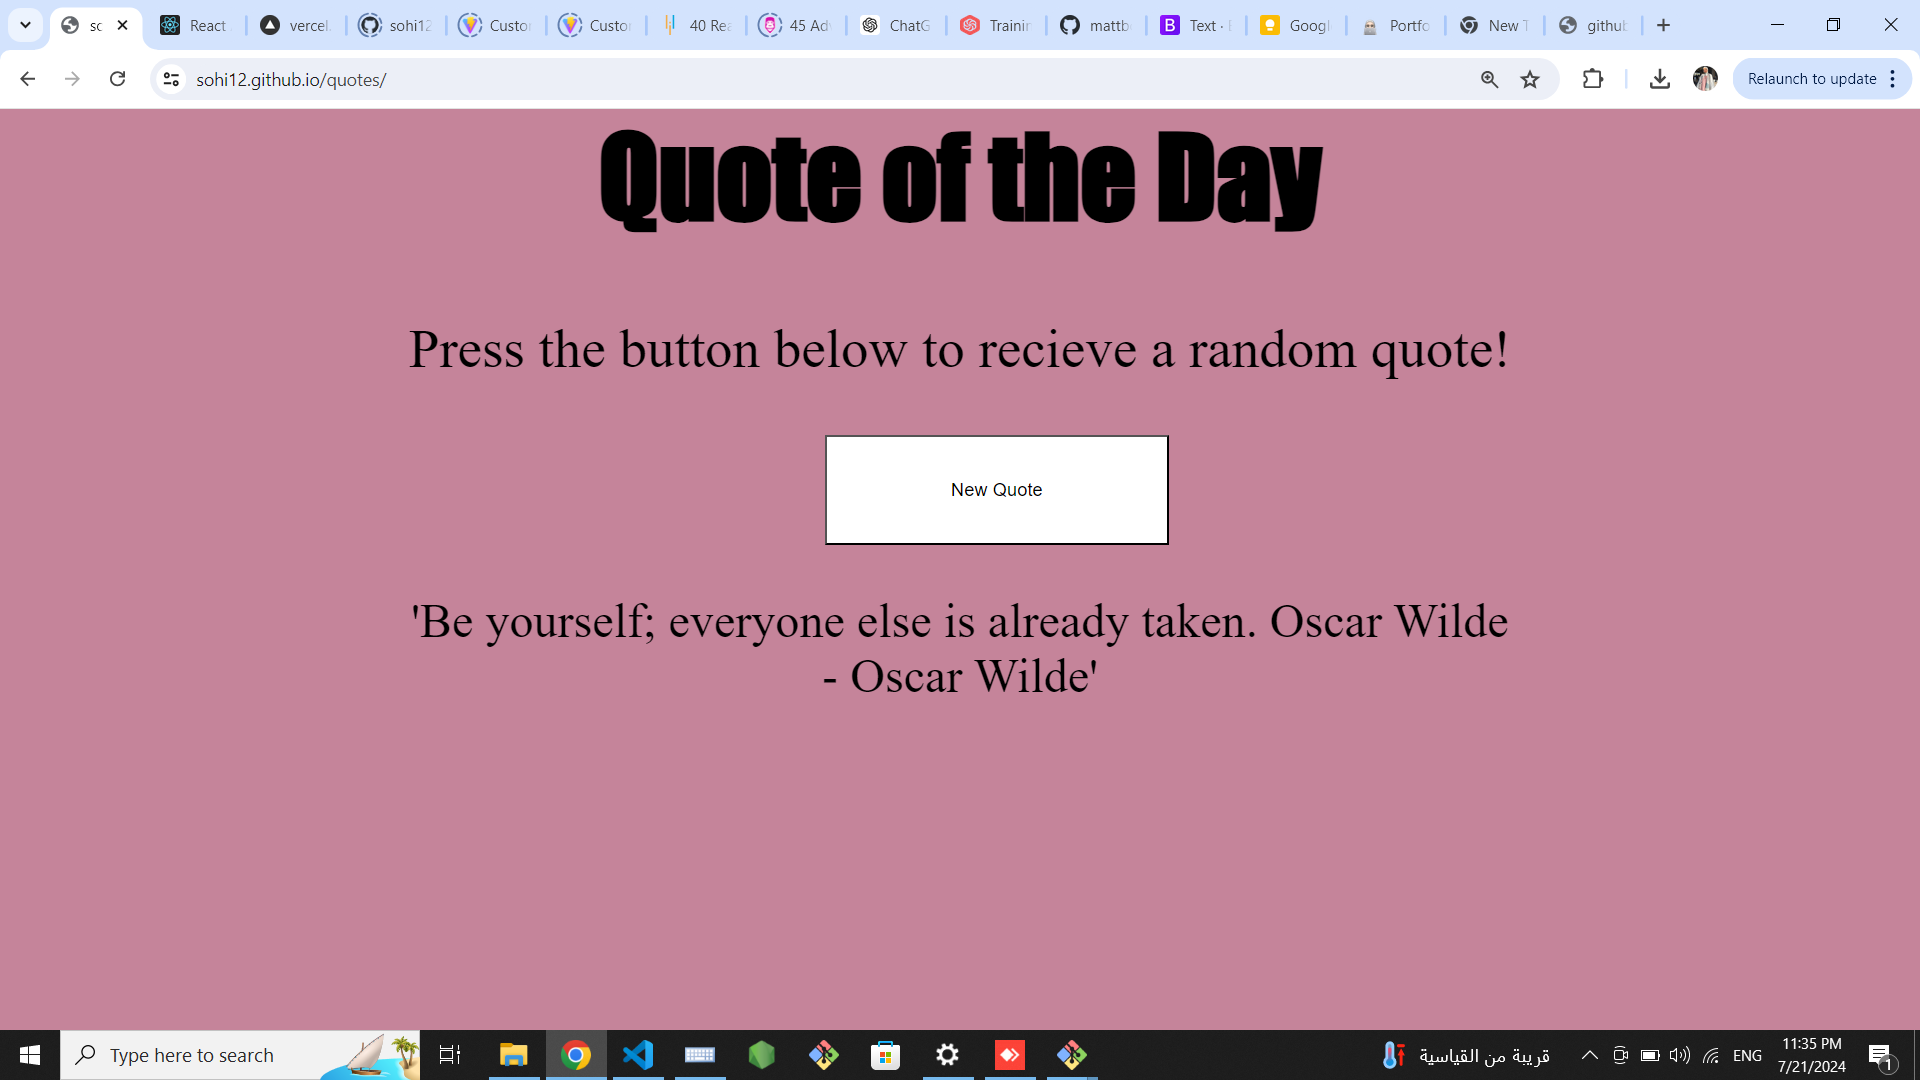 sc
React
vercel.
sohi12
Custor
Custor
40 Rea
45 Adv
ChatG
Trainin
mattb
Text · B
Googl
Portfo
New T
github
sohi12.github.io/quotes/
Relaunch to update
Quote of the Day
Press the button below to recieve a random quote!
New Quote
'Be yourself; everyone else is already taken. Oscar Wilde
- Oscar Wilde'
Type here to search
قريبة من القياسية
ENG
11:35 PM
7/21/2024
1